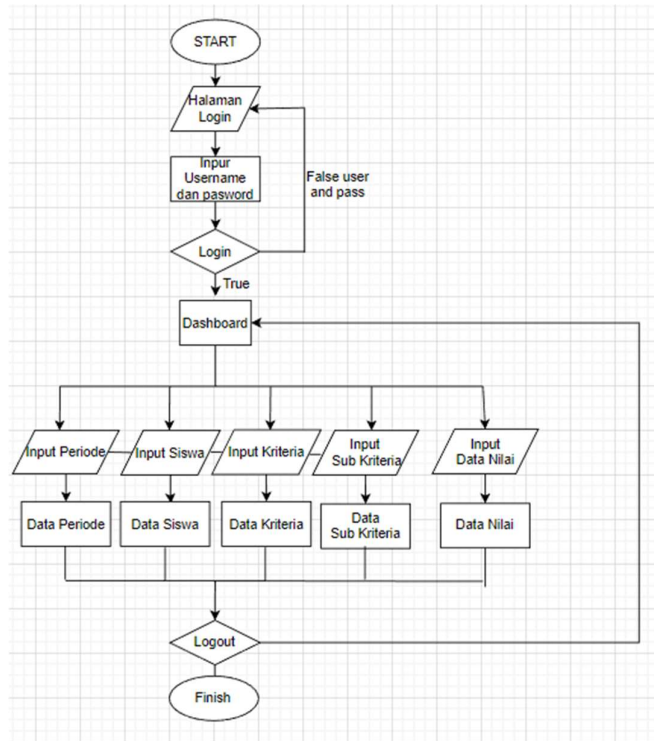 START
Halaman
Login
Inpur
Username
dan pasword
False user
and pass
Login
True
Dashboard
Input Periode
Input Siswa
Input Kriteria
Input
Sub Kriteria
Input
Data Nilai
Data Periode
Data Siswa
Data Kriteria
Data
Sub Kriteria
Data Nilai
Logout
Finish